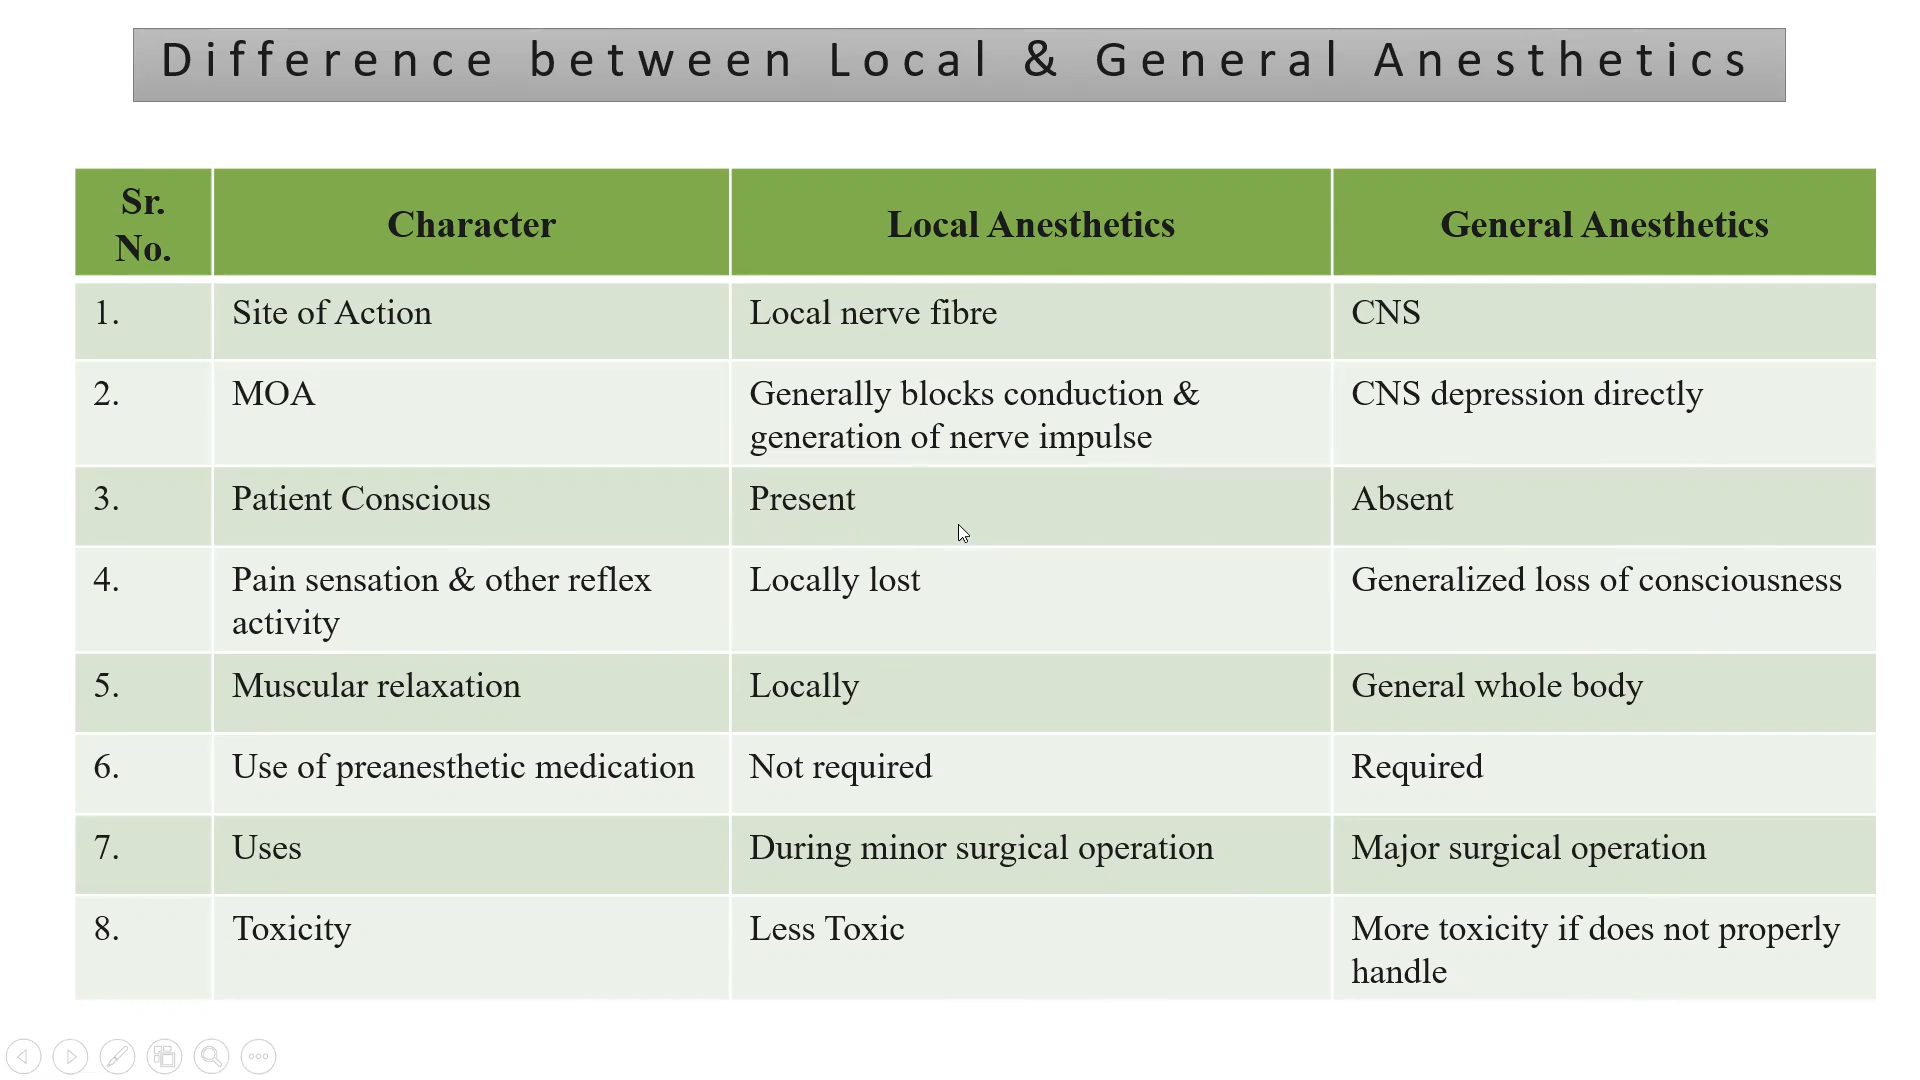 Difference between Local & General Anesthetics
Sr. No.
Character
Local Anesthetics
General Anesthetics
1.
Site of Action
Local nerve fibre
CNS
2.
MOA
Generally blocks conduction &
generation of nerve impulse
CNS depression directly
3.
Patient Conscious
Present
Absent
4.
Pain sensation & other reflex
activity
Locally lost
Generalized loss of consciousness
5.
Muscular relaxation
Locally
General whole body
6.
Use of preanesthetic medication
Not required
Required
7.
Uses
During minor surgical operation
Major surgical operation
8.
Toxicity
Less Toxic
More toxicity if does not properly
handle